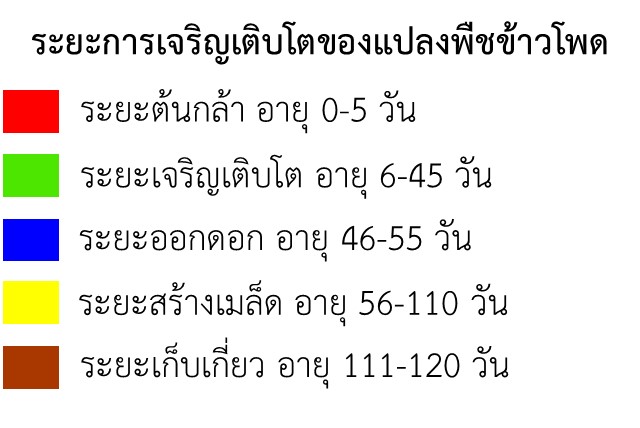 ระยะการเจริญเติบโตของแปลงพืชข้าวโพด
ระยะต้นกล้า อายุ 0-5 วัน
ระยะเจริญเติบโต อายุ 6-45 วัน
ระยะออกดอก อายุ 46-55 วัน
ระยะสร้างเมล็ด อายุ 56-110 วัน
ระยะเก็บเกี่ยว อายุ 111-120 วัน